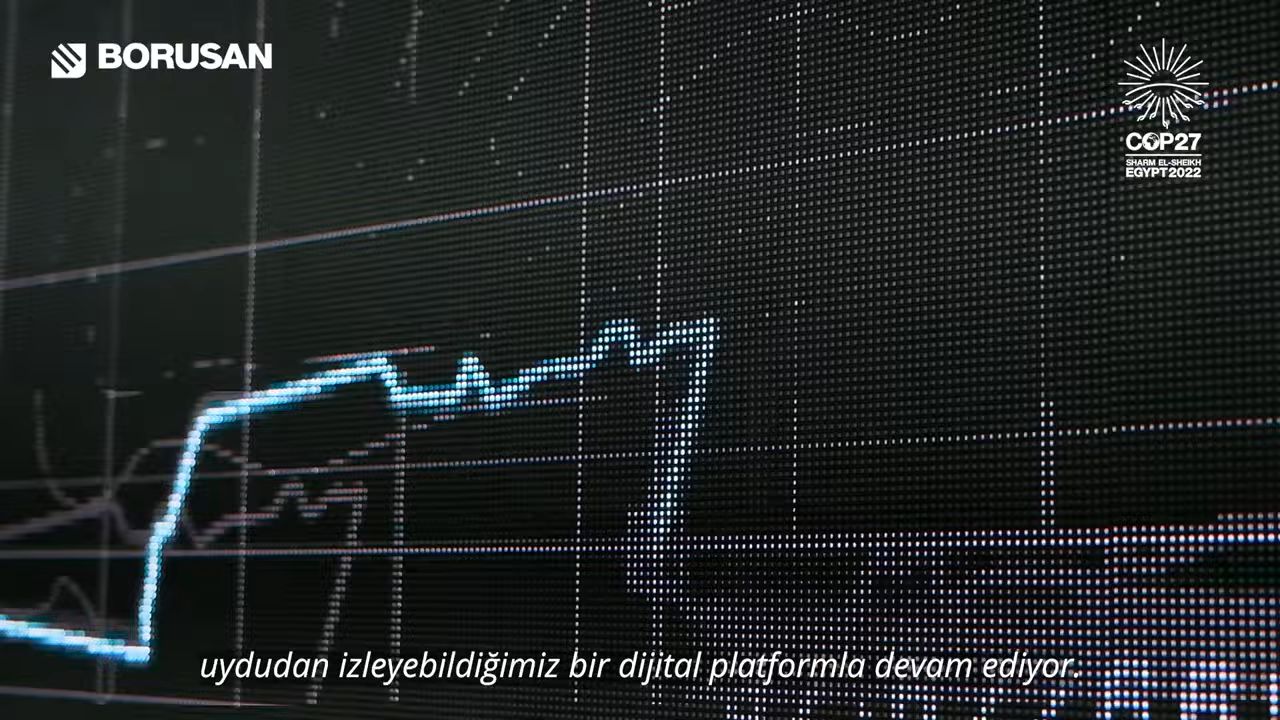 BORUSAN
COP27
SHARM EL-SHEIKH
EGYPT 2022
uydudan izleyebildiğimiz bir dijital platformla devam ediyor.